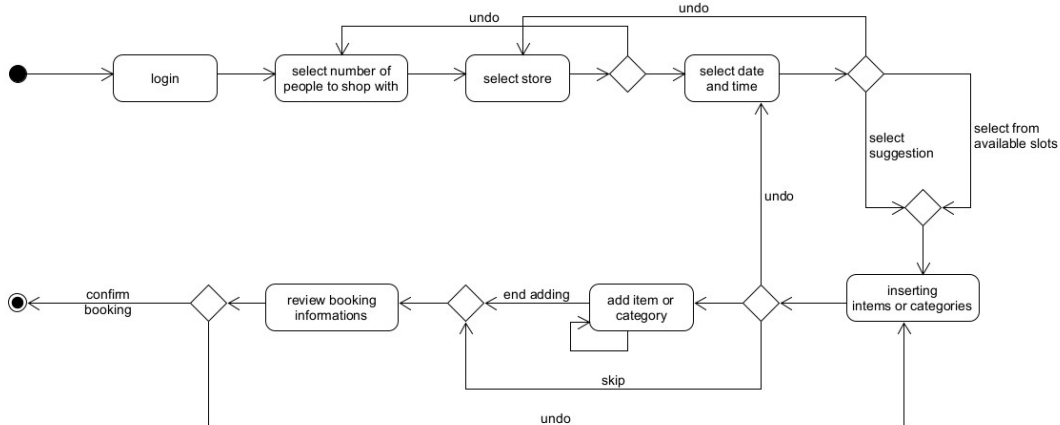 undo
undo
login
select number of
people to shop with
select store
select date
and time
select
suggestion
select from
available slots
undo
confirm
booking
review booking
informations
end adding
add item or
category
inserting
intems or categories
skip
undo